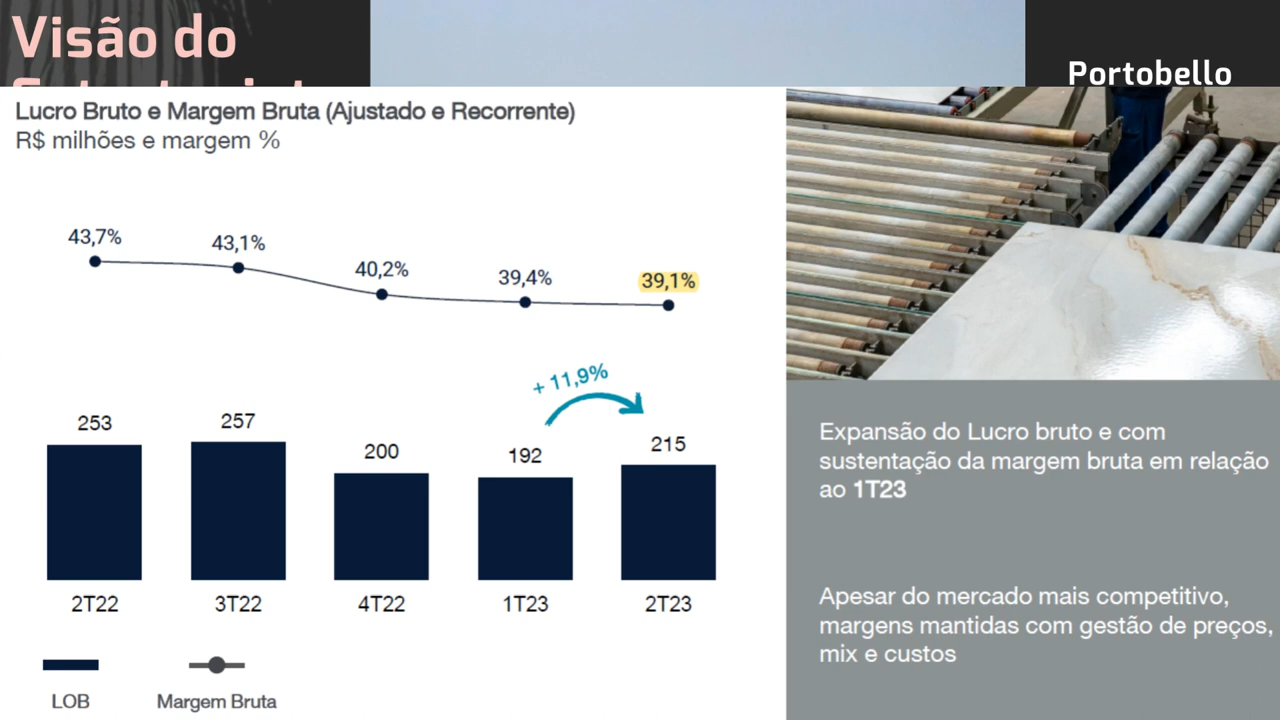 Visão do
Portobello
Lucro Bruto e Margem Bruta (Ajustado e Recorrente)
R$ milhões e margem %
43,7%
43,1%
40,2%
39,4%
39,1%
+ 11,9%
253
257
200
192
215
2T22
3T22
4T22
1T23
2T23
LOB
Margem Bruta
Expansão do Lucro bruto e com
sustentação da margem bruta em relação
ao 1T23
Apesar do mercado mais competitivo,
margens mantidas com gestão de preços,
mix e custos